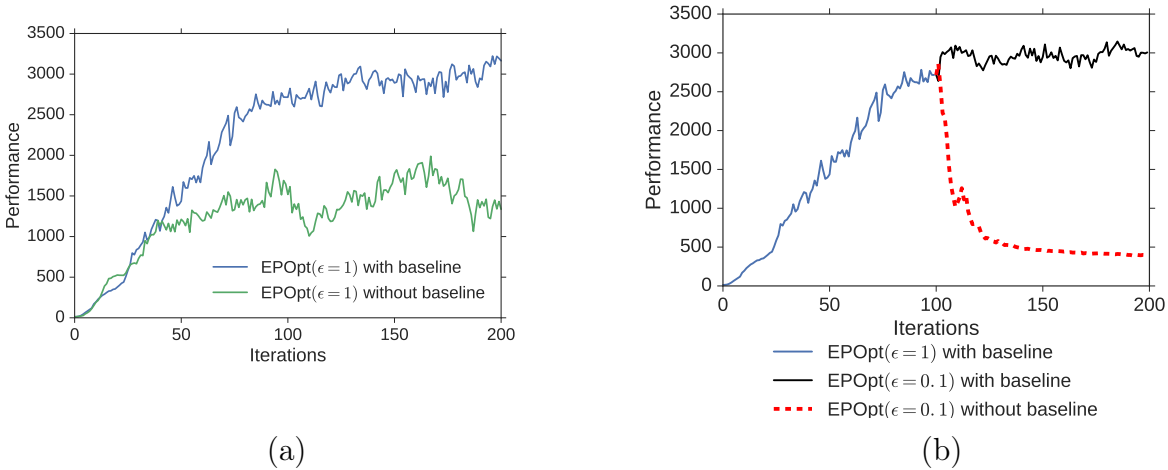 3500
3000
2500
2000
1500
1000
500
0
Performance
0 50 100 150 200
Iterations
EPOpt(ϵ = 1) with baseline
EPOpt(ϵ = 1) without baseline
(a)
3500
3000
2500
2000
1500
1000
500
0
Performance
0 50 100 150 200
Iterations
EPOpt(ϵ = 1) with baseline
EPOpt(ϵ = 0.1) with baseline
EPOpt(ϵ = 0.1) without baseline
(b)